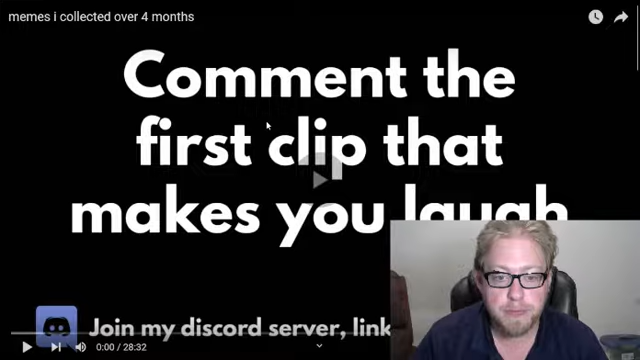 memes i collected over 4 months
Comment the
first clip that
makes you laugh
Join my discord server, link
0:00 / 28:32